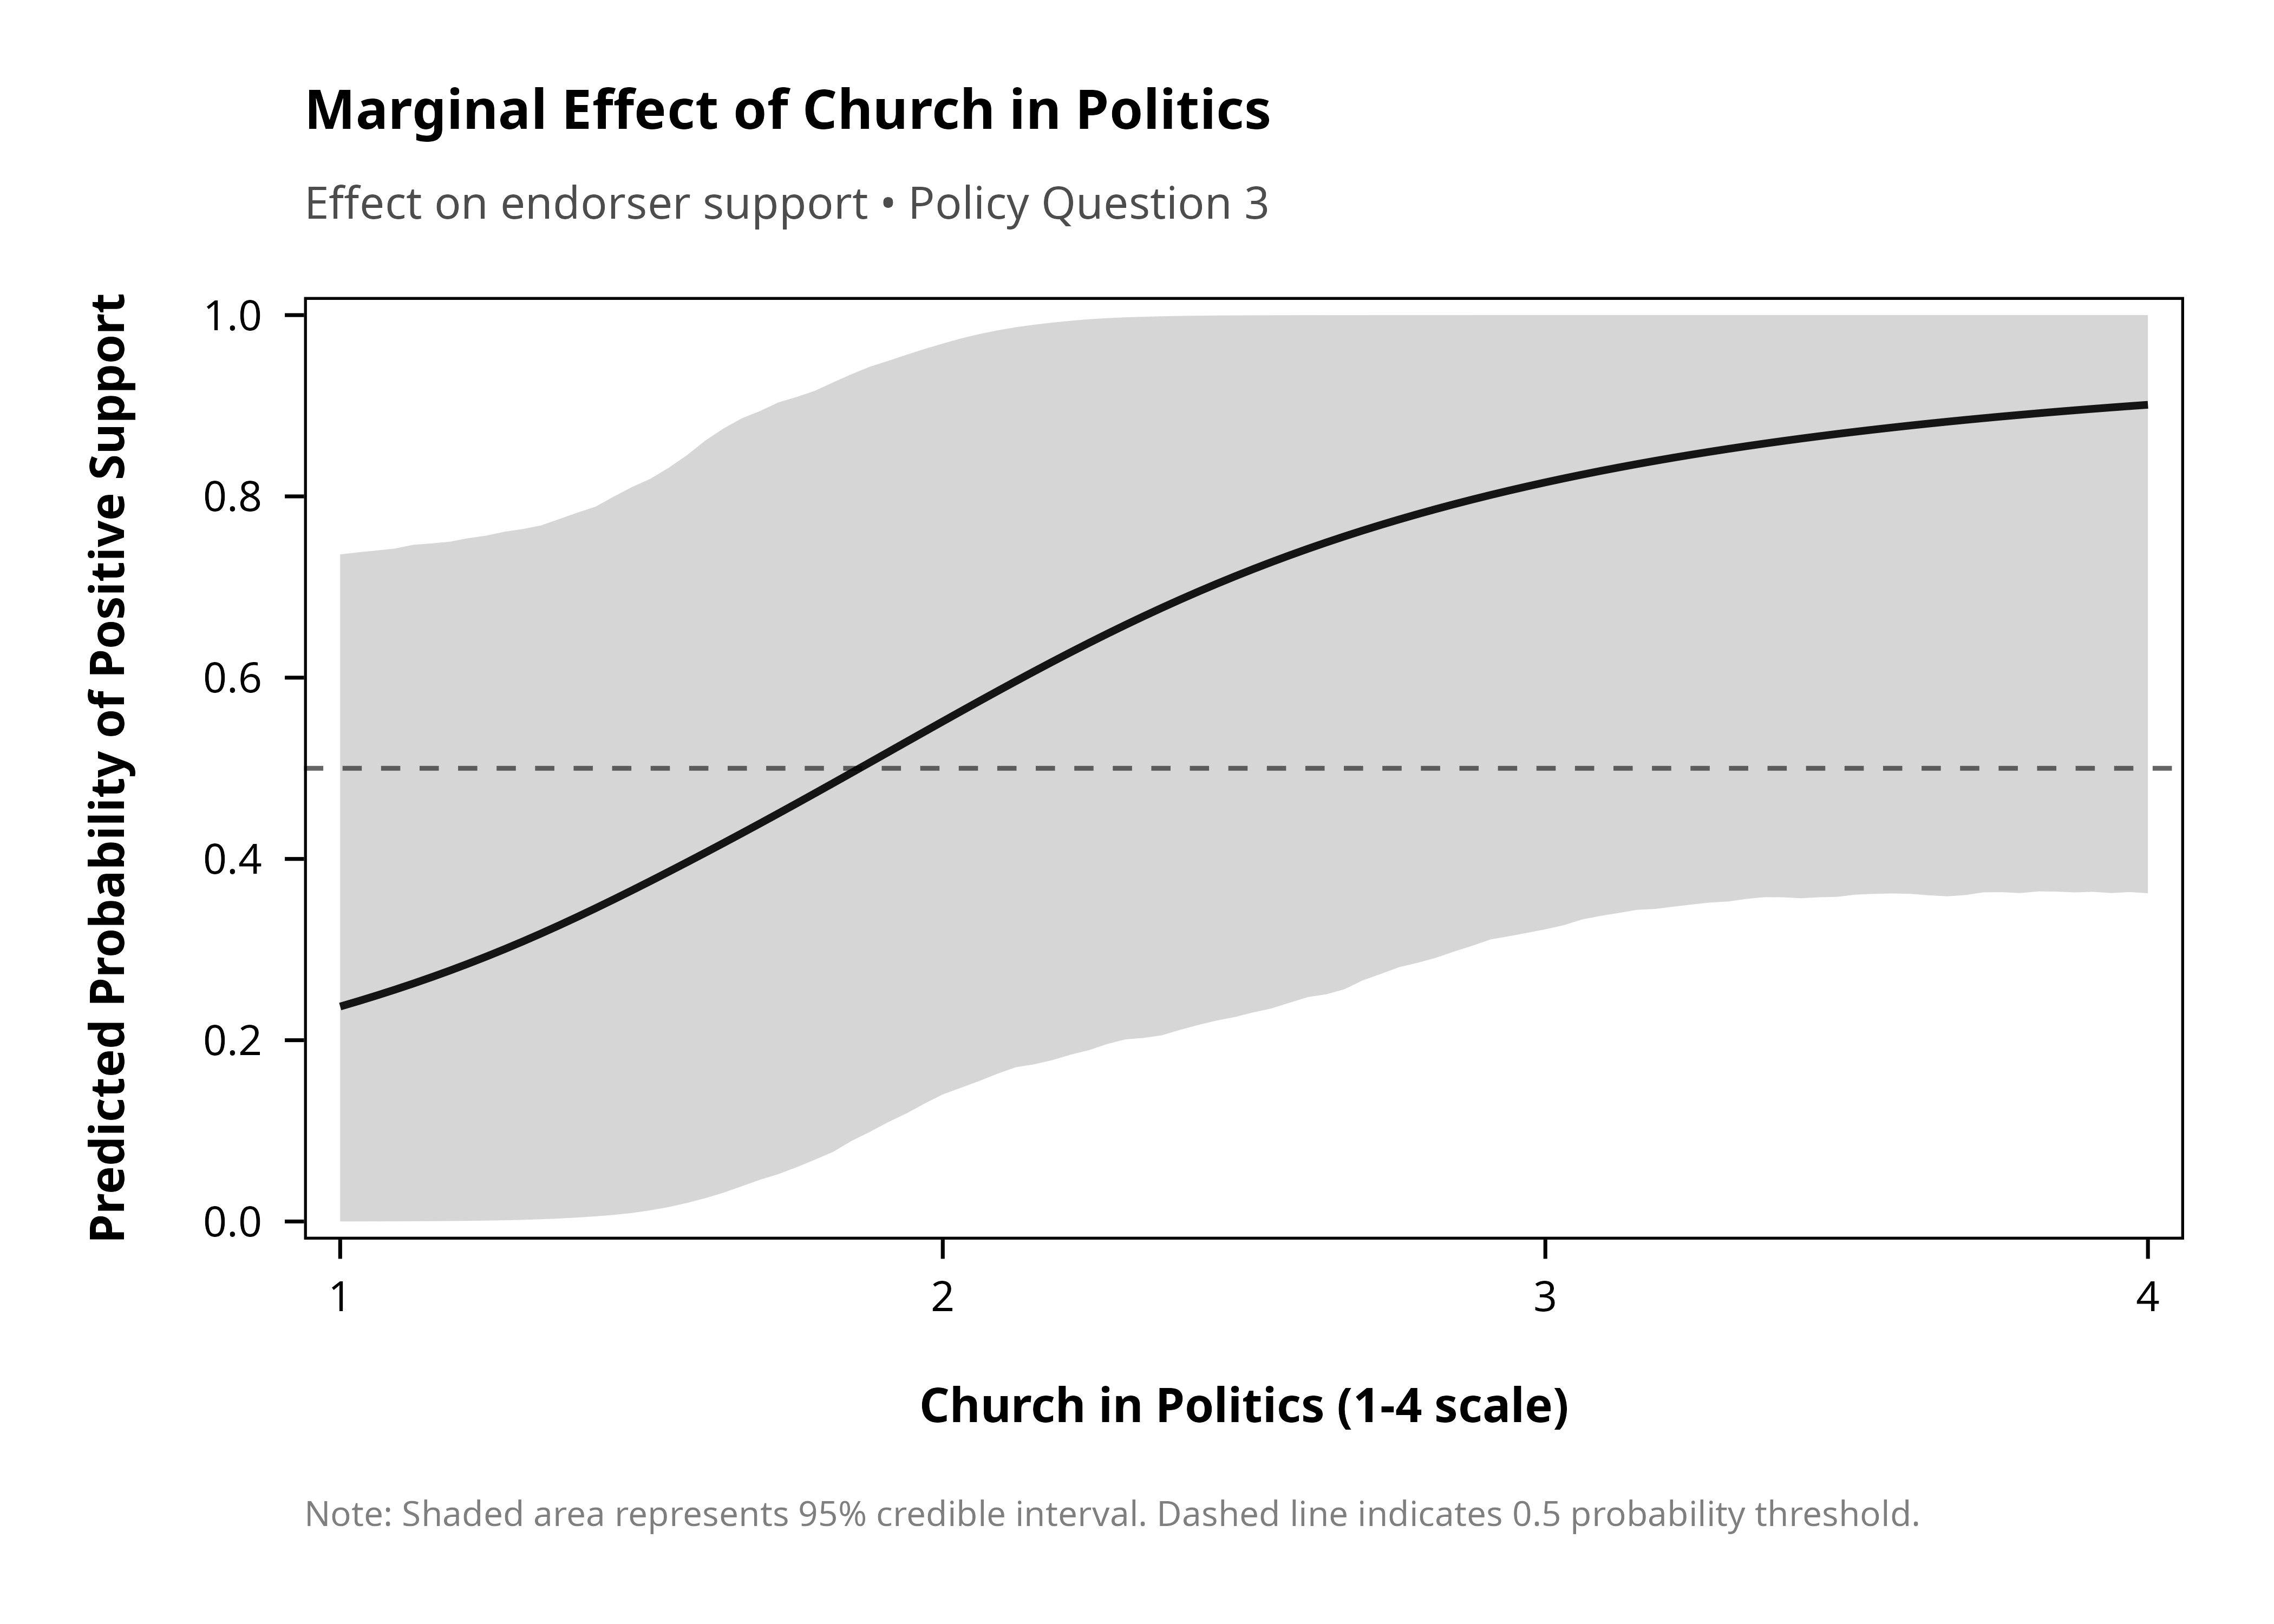 Marginal Effect of Church in Politics
Effect on endorser support • Policy Question 3
Predicted Probability of Positive Support
1.0
0.8
0.6
0.4
0.2
0.0
1 2 3 4
Church in Politics (1-4 scale)
Note: Shaded area represents 95% credible interval. Dashed line indicates 0.5 probability threshold.